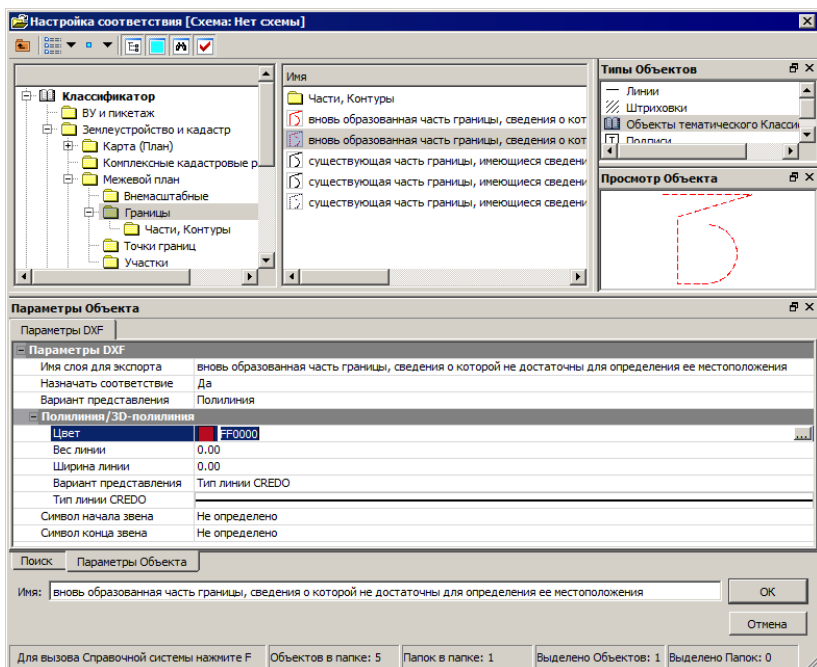 Настройка соответствия [Схема: Нет схемы]
Классификатор
ВУ и пикетаж
Землеустройство и кадастр
Карта (План)
Комплексные кадастровые р
Межевой план
Внемасштабные
Границы
Части, Контуры
Точки границ
Участки
Имя
Части, Контуры
вновь образованная часть границы, сведения о кот
вновь образованная часть границы, сведения о кот
существующая часть границы, имеющиеся сведени
существующая часть границы, имеющиеся сведени
существующая часть границы, имеющиеся сведени
Типы Объектов
Линии
Штриховки
Объекты тематического Класси
Подписи
Просмотр Объекта
Параметры Объекта
Параметры DXF
Параметры DXF
Имя слоя для экспорта вновь образованная часть границы, сведения о которой не достаточны для определения ее местоположения
Назначать соответствие Да
Вариант представления Полилиния
Полилиния/3D-полилиния
Цвет FF0000 ...
Вес линии 0.00
Ширина линии 0.00
Вариант представления Тип линии CREDO
Тип линии CREDO
Символ начала звена Не определено
Символ конца звена Не определено
Поиск Параметры Объекта
Имя: вновь образованная часть границы, сведения о которой не достаточны для определения ее местоположения OK
Отмена
Для вызова Справочной системы нажмите F Объектов в папке: 5 Папок в папке: 1 Выделено Объектов: 1 Выделено Папок: 0